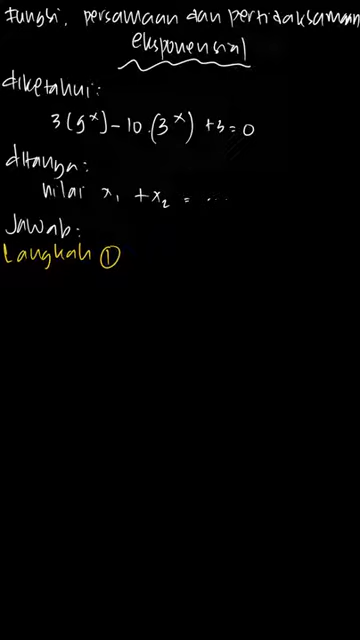 Fungsi, persamaan dan pertidaksamaan
eksponensial
diketahui:
3(9^x) - 10.(3^x) + 3 = 0
ditanya:
nilai x₁ + x₂ = ....
Jawab:
Langkah ①